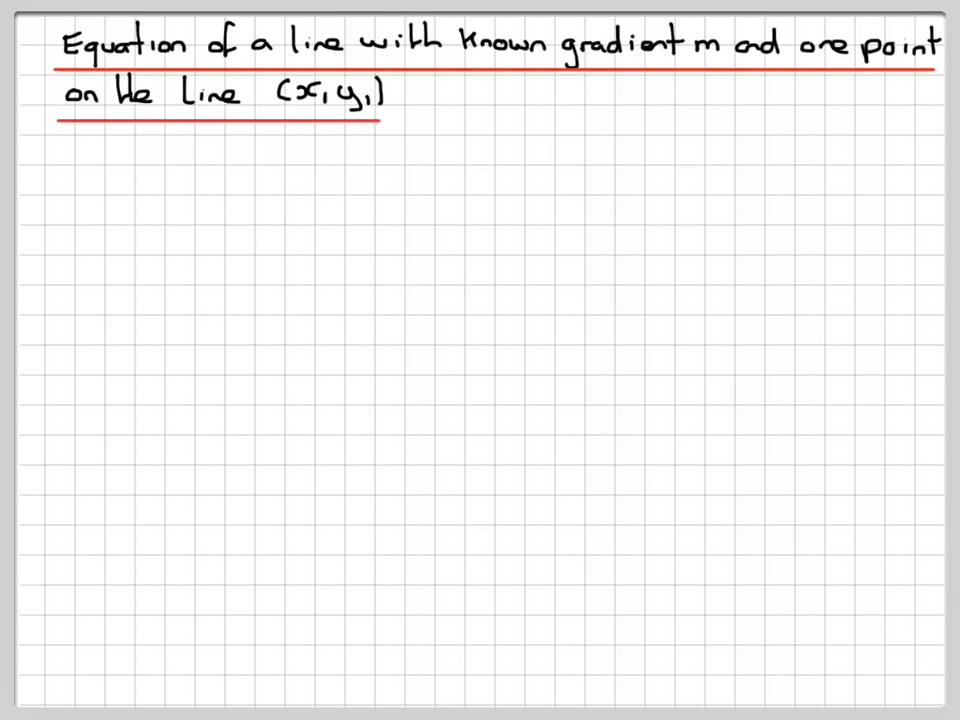 Equation of a line with known gradient m and one point
on the line (x₁ y₁)